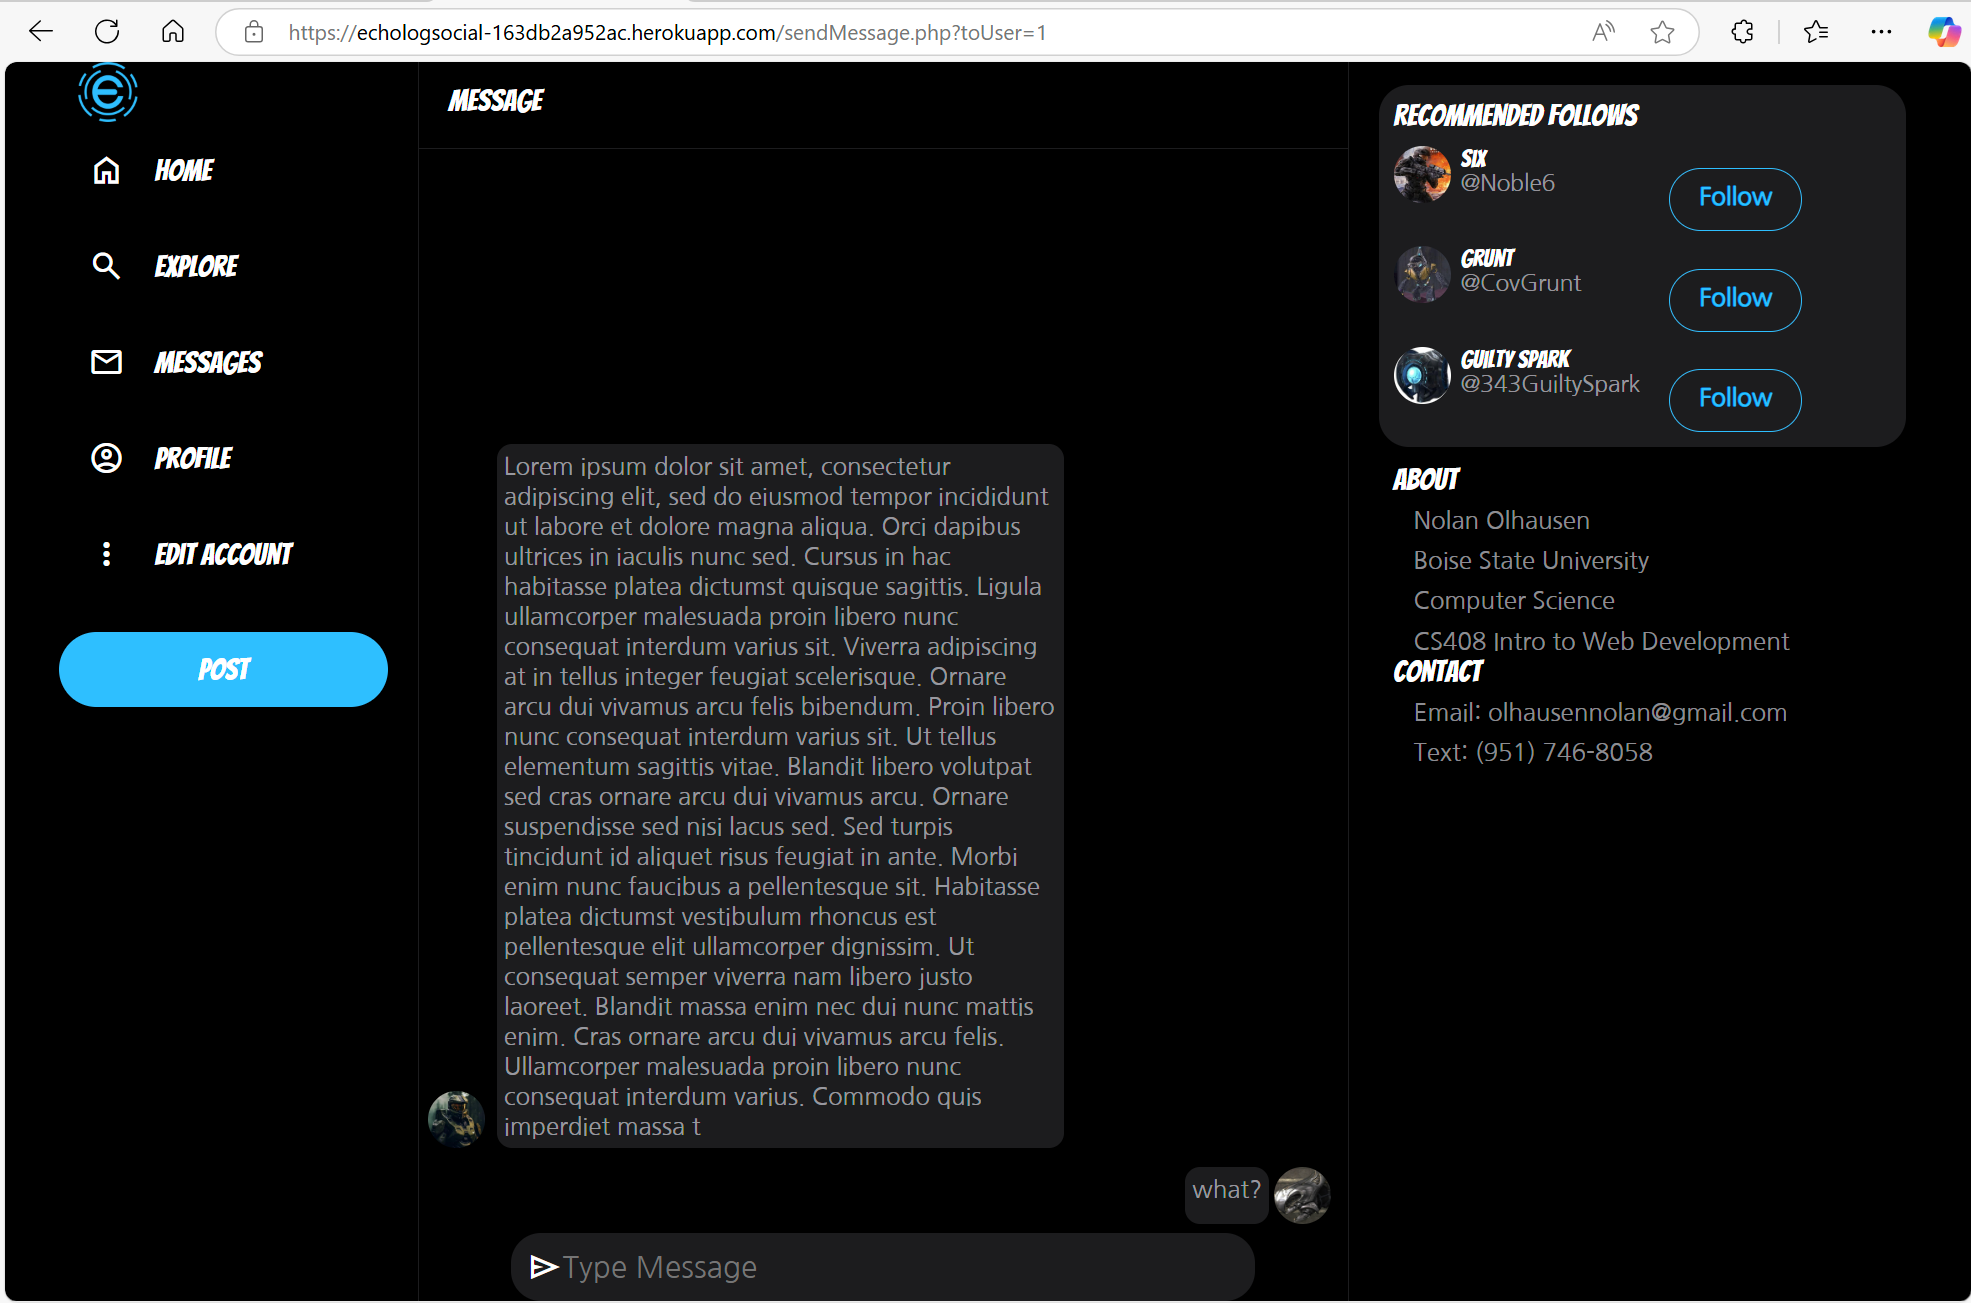 https://echologsocial-163db2a952ac.herokuapp.com/sendMessage.php?toUser=1
HOME
EXPLORE
MESSAGES
PROFILE
EDIT ACCOUNT
POST
MESSAGE
Lorem ipsum dolor sit amet, consectetur
adipiscing elit, sed do eiusmod tempor incididunt
ut labore et dolore magna aliqua. Orci dapibus
ultrices in iaculis nunc sed. Cursus in hac
habitasse platea dictumst quisque sagittis. Ligula
ullamcorper malesuada proin libero nunc
consequat interdum varius sit. Viverra adipiscing
at in tellus integer feugiat scelerisque. Ornare
arcu dui vivamus arcu felis bibendum. Proin libero
nunc consequat interdum varius sit. Ut tellus
elementum sagittis vitae. Blandit libero volutpat
sed cras ornare arcu dui vivamus arcu. Ornare
suspendisse sed nisi lacus sed. Sed turpis
tincidunt id aliquet risus feugiat in ante. Morbi
enim nunc faucibus a pellentesque sit. Habitasse
platea dictumst vestibulum rhoncus est
pellentesque elit ullamcorper dignissim. Ut
consequat semper viverra nam libero justo
laoreet. Blandit massa enim nec dui nunc mattis
enim. Cras ornare arcu dui vivamus arcu felis.
Ullamcorper malesuada proin libero nunc
consequat interdum varius. Commodo quis
imperdiet massa t
what?
Type Message
RECOMMENDED FOLLOWS
SIX
@Noble6
Follow
GRUNT
@CovGrunt
Follow
GUILTY SPARK
@343GuiltySpark
Follow
ABOUT
Nolan Olhausen
Boise State University
Computer Science
CS408 Intro to Web Development
CONTACT
Email: olhausennolan@gmail.com
Text: (951) 746-8058